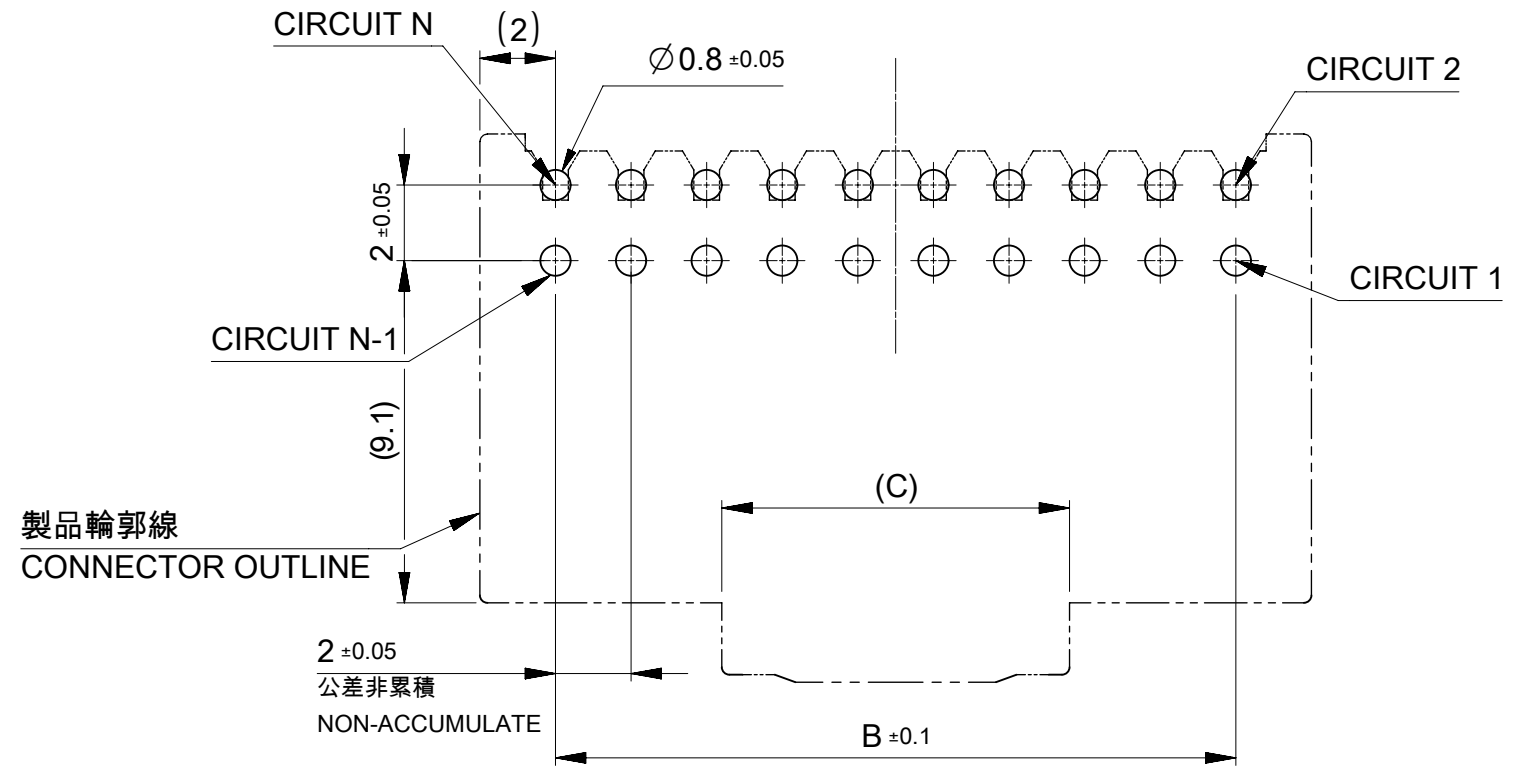 CIRCUIT N
(2)
∅0.8 ±0.05
CIRCUIT 2
2 ±0.05
CIRCUIT 1
CIRCUIT N-1
(9.1)
(C)
製品輪郭線
CONNECTOR OUTLINE
2 ±0.05
公差非累積
NON-ACCUMULATE
B ±0.1